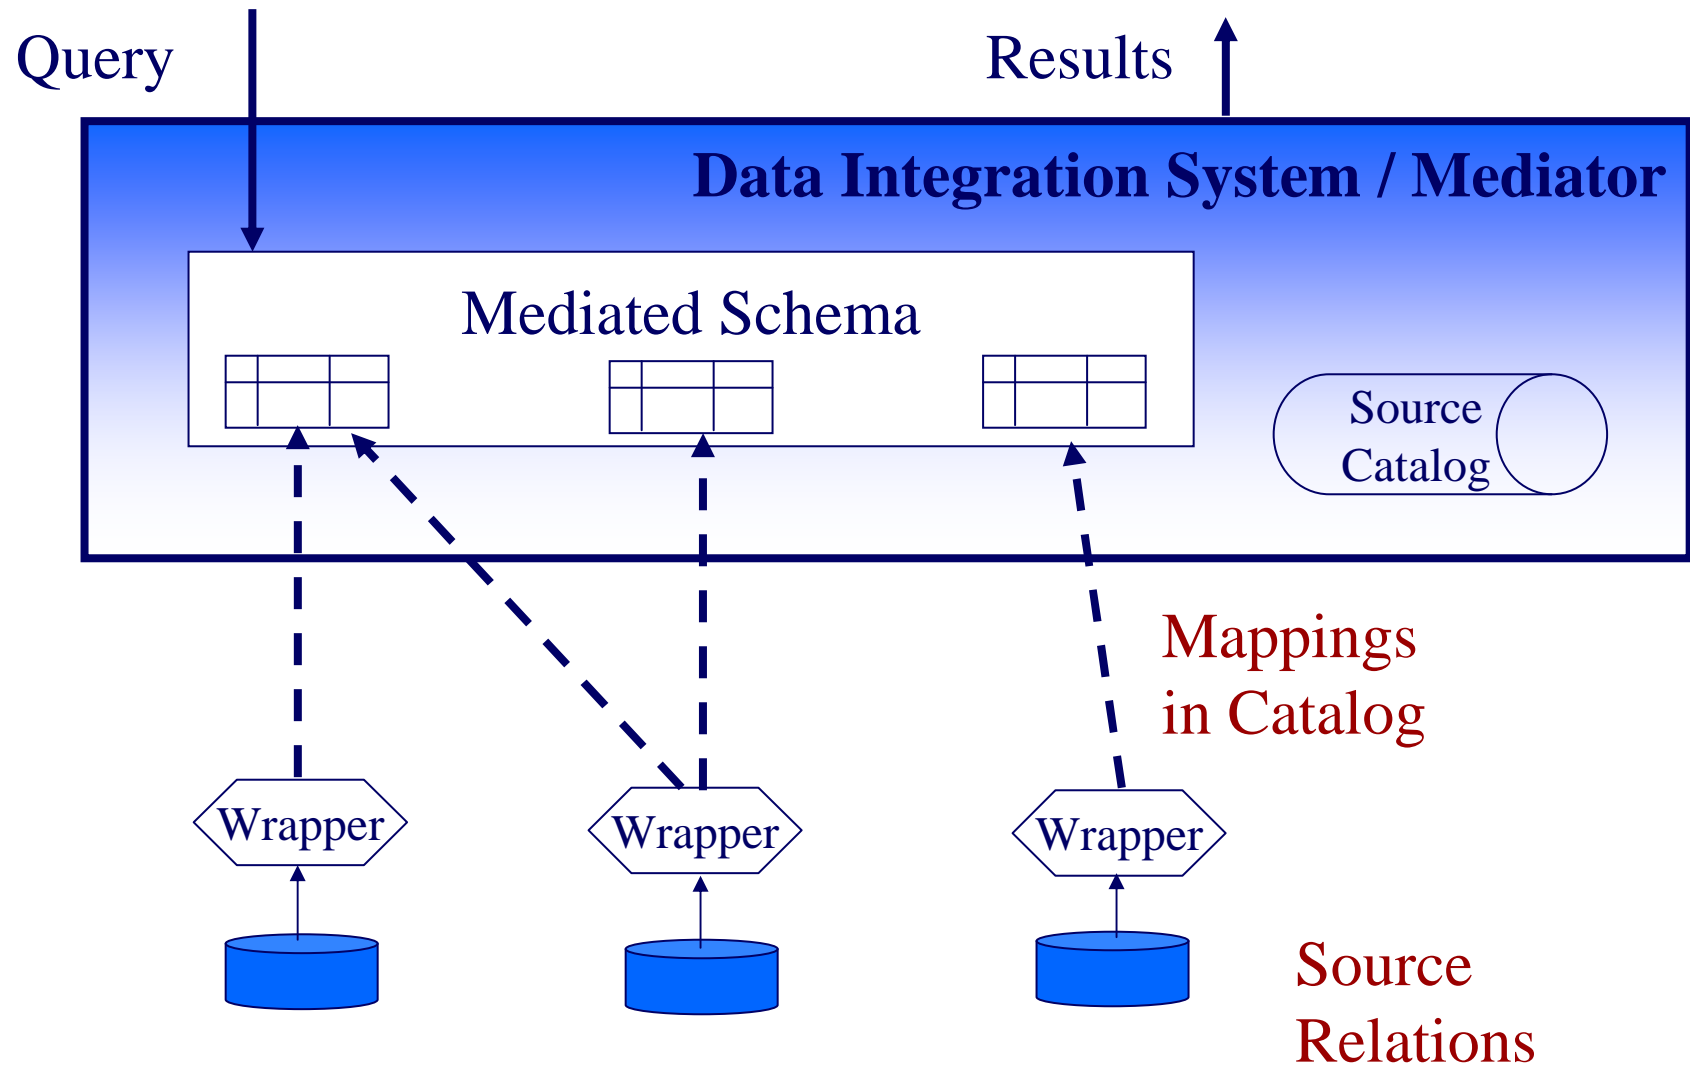 Query
Results
Data Integration System / Mediator
Mediated Schema
Source
Catalog
Mappings
in Catalog
Wrapper
Wrapper
Wrapper
Source
Relations